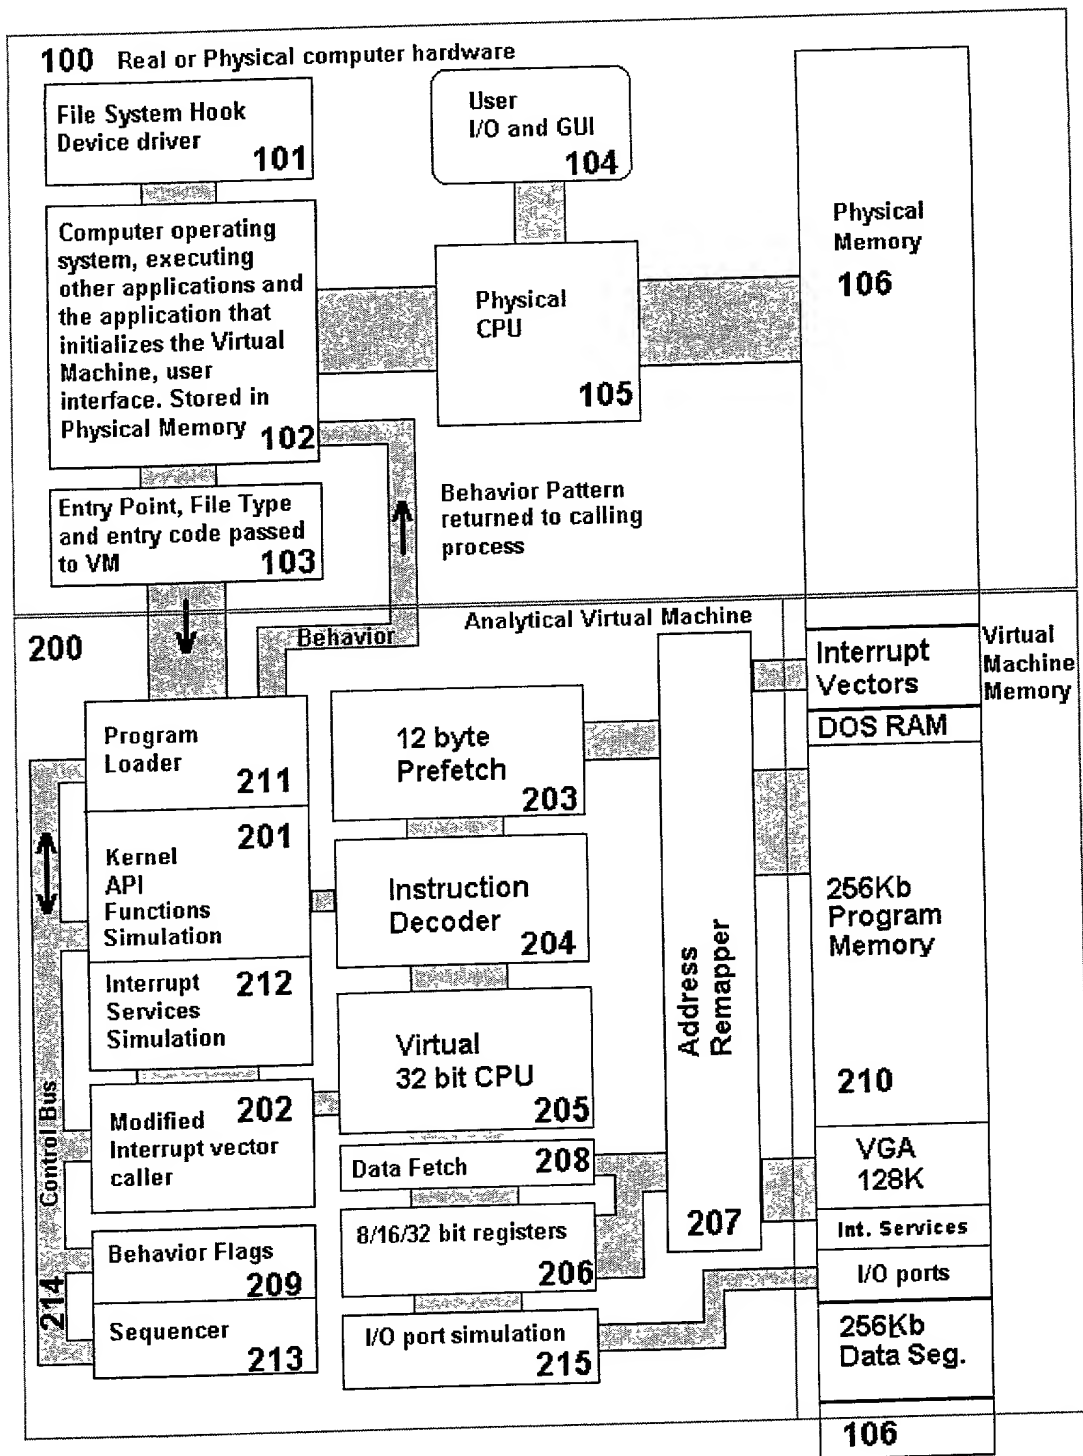 100 Real or Physical computer hardware
File System Hook
Device driver
101
User
I/O and GUI
104
Physical
Memory
106
Computer operating
system, executing
other applications and
the application that
initializes the Virtual
Machine, user
interface. Stored in
Physical Memory 102
Physical
CPU
105
Entry Point, File Type
and entry code passed
to VM
103
Behavior Pattern
returned to calling
process
200
Behavior
Analytical Virtual Machine
Virtual
Machine
Memory
Program
Loader
211
201
Kernel
API
Functions
Simulation
Interrupt
Services
Simulation
212
Modified
Interrupt vector
caller
202
Behavior Flags
209
Sequencer
213
Control Bus
214
12 byte
Prefetch
203
Instruction
Decoder
204
Virtual
32 bit CPU
205
Data Fetch 208
8/16/32 bit registers
206
I/O port simulation
215
Address
Remapper
207
Interrupt
Vectors
DOS RAM
256Kb
Program
Memory
210
VGA
128K
Int. Services
I/O ports
256Kb
Data Seg.
106